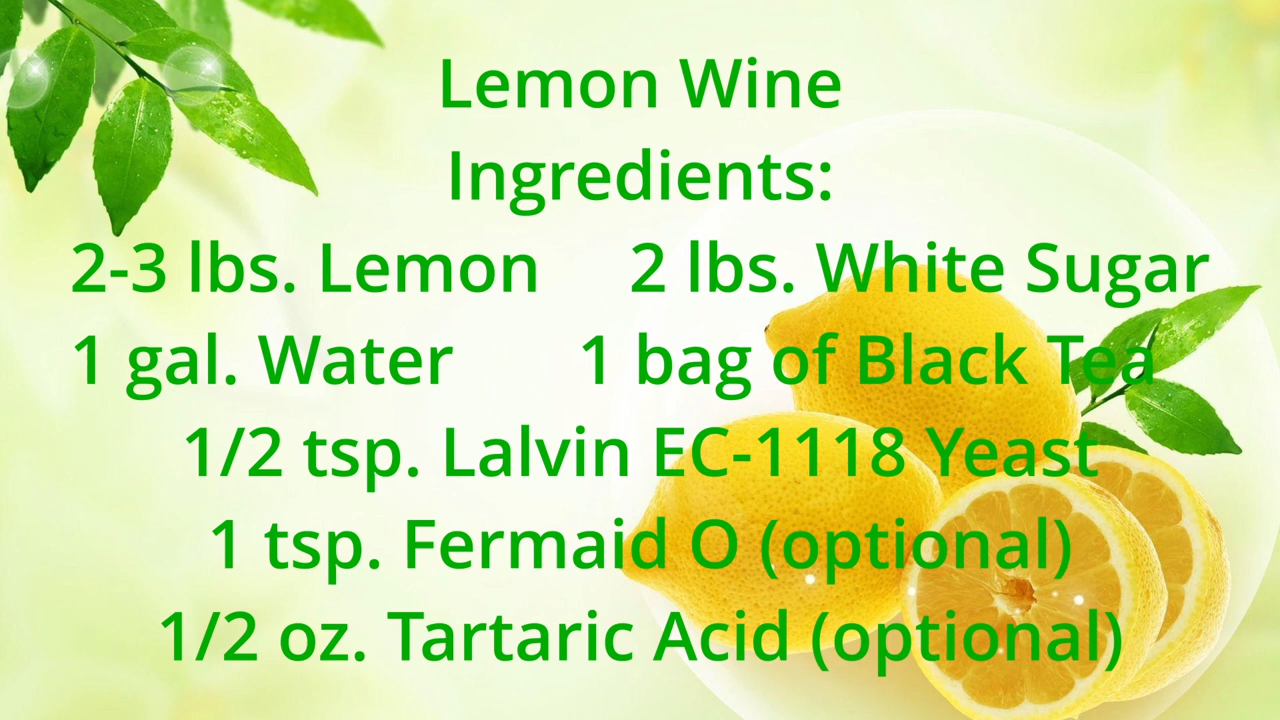 Lemon Wine
Ingredients:
2-3 lbs. Lemon 2 lbs. White Sugar
1 gal. Water 1 bag of Black Tea
1/2 tsp. Lalvin EC-1118 Yeast
1 tsp. Fermaid O (optional)
1/2 oz. Tartaric Acid (optional)